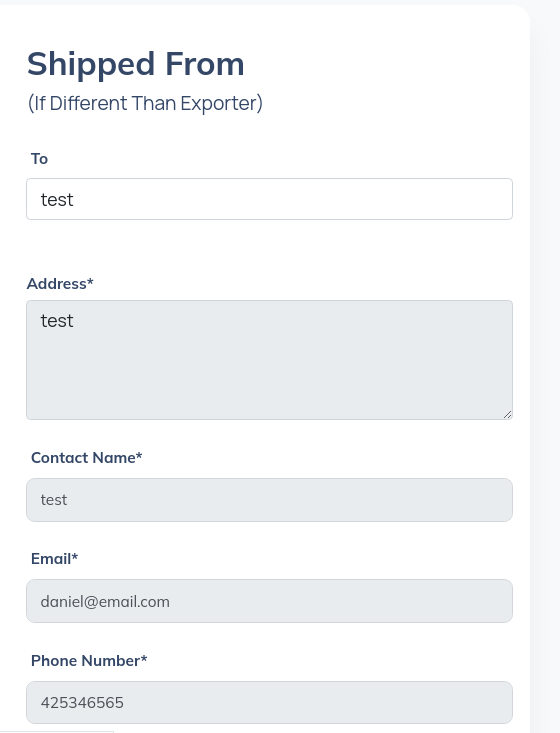 Shipped From
(If Different Than Exporter)
To
test
Address*
test
Contact Name*
test
Email*
daniel@email.com
Phone Number*
425346565